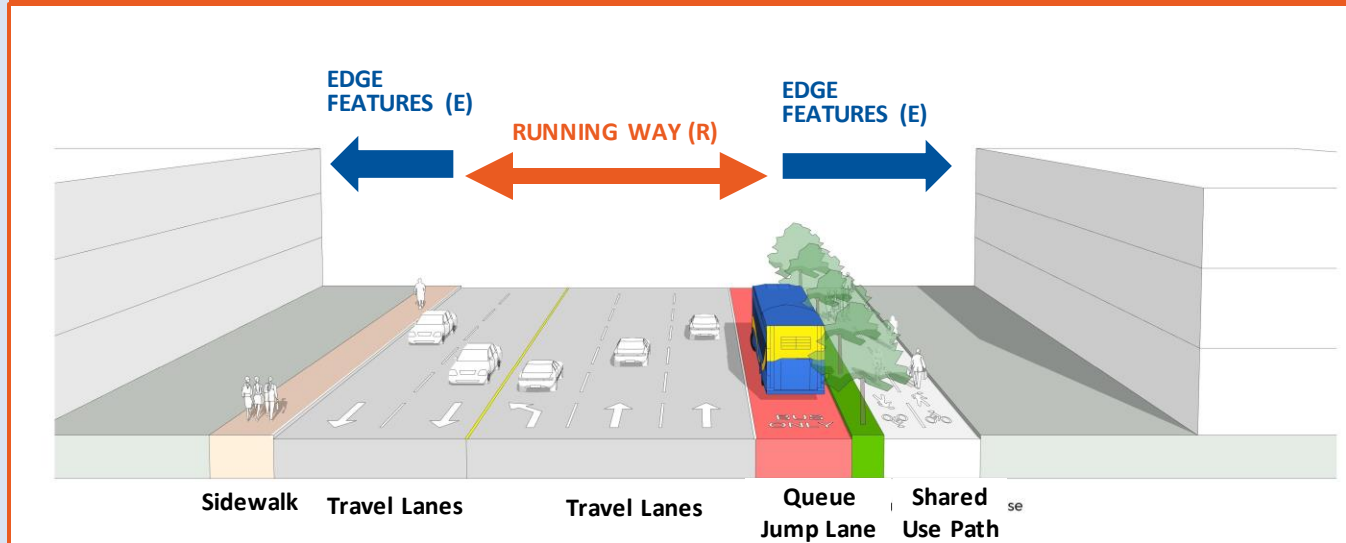 EDGE
FEATURES (E)
EDGE
FEATURES (E)
RUNNING WAY (R)
BUS
ONLY
Sidewalk
Travel Lanes
Travel Lanes
Queue
Jump Lane
Shared
Use Path
se